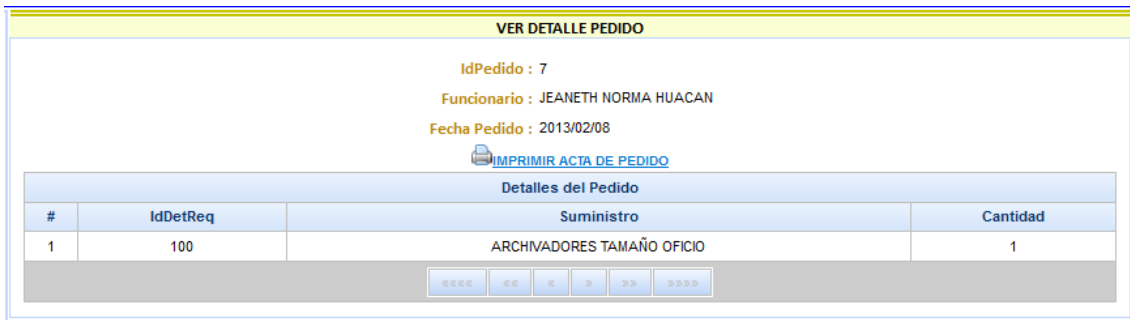 VER DETALLE PEDIDO
IdPedido : 7
Funcionario : JEANETH NORMA HUACAN
Fecha Pedido : 2013/02/08
IMPRIMIR ACTA DE PEDIDO
Detalles del Pedido
# IdDetReq Suministro Cantidad
1 100 ARCHIVADORES TAMAÑO OFICIO 1
«««« «« « » »» »»»»